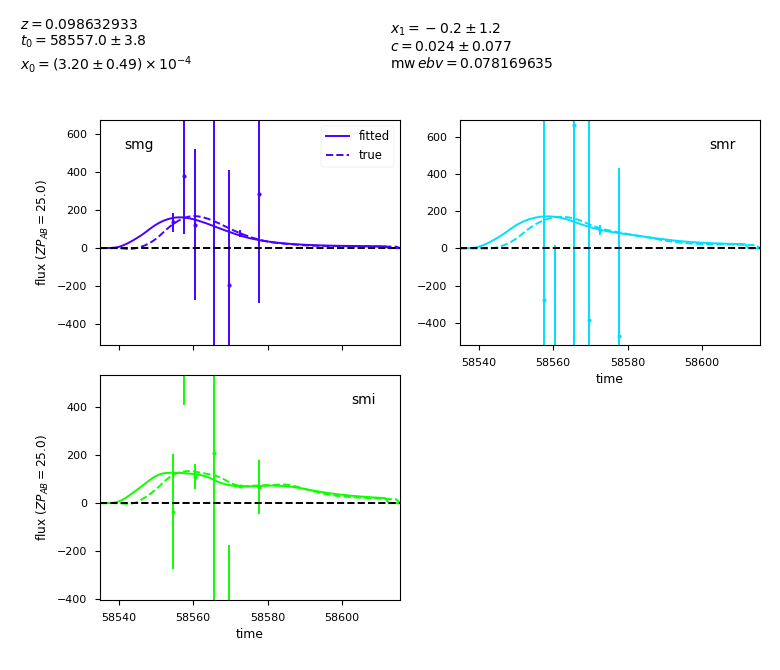 z = 0.098632933
t₀ = 58557.0 ± 3.8
x₀ = (3.20 ± 0.49) × 10⁻⁴
x₁ = −0.2 ± 1.2
c = 0.024 ± 0.077
mw ebv = 0.078169635
smg
fitted
true
600
400
200
0
−200
−400
flux (ZP_AB = 25.0)
smr
600
400
200
0
−200
−400
58540 58560 58580 58600
time
smi
400
200
0
−200
−400
flux (ZP_AB = 25.0)
58540 58560 58580 58600
time